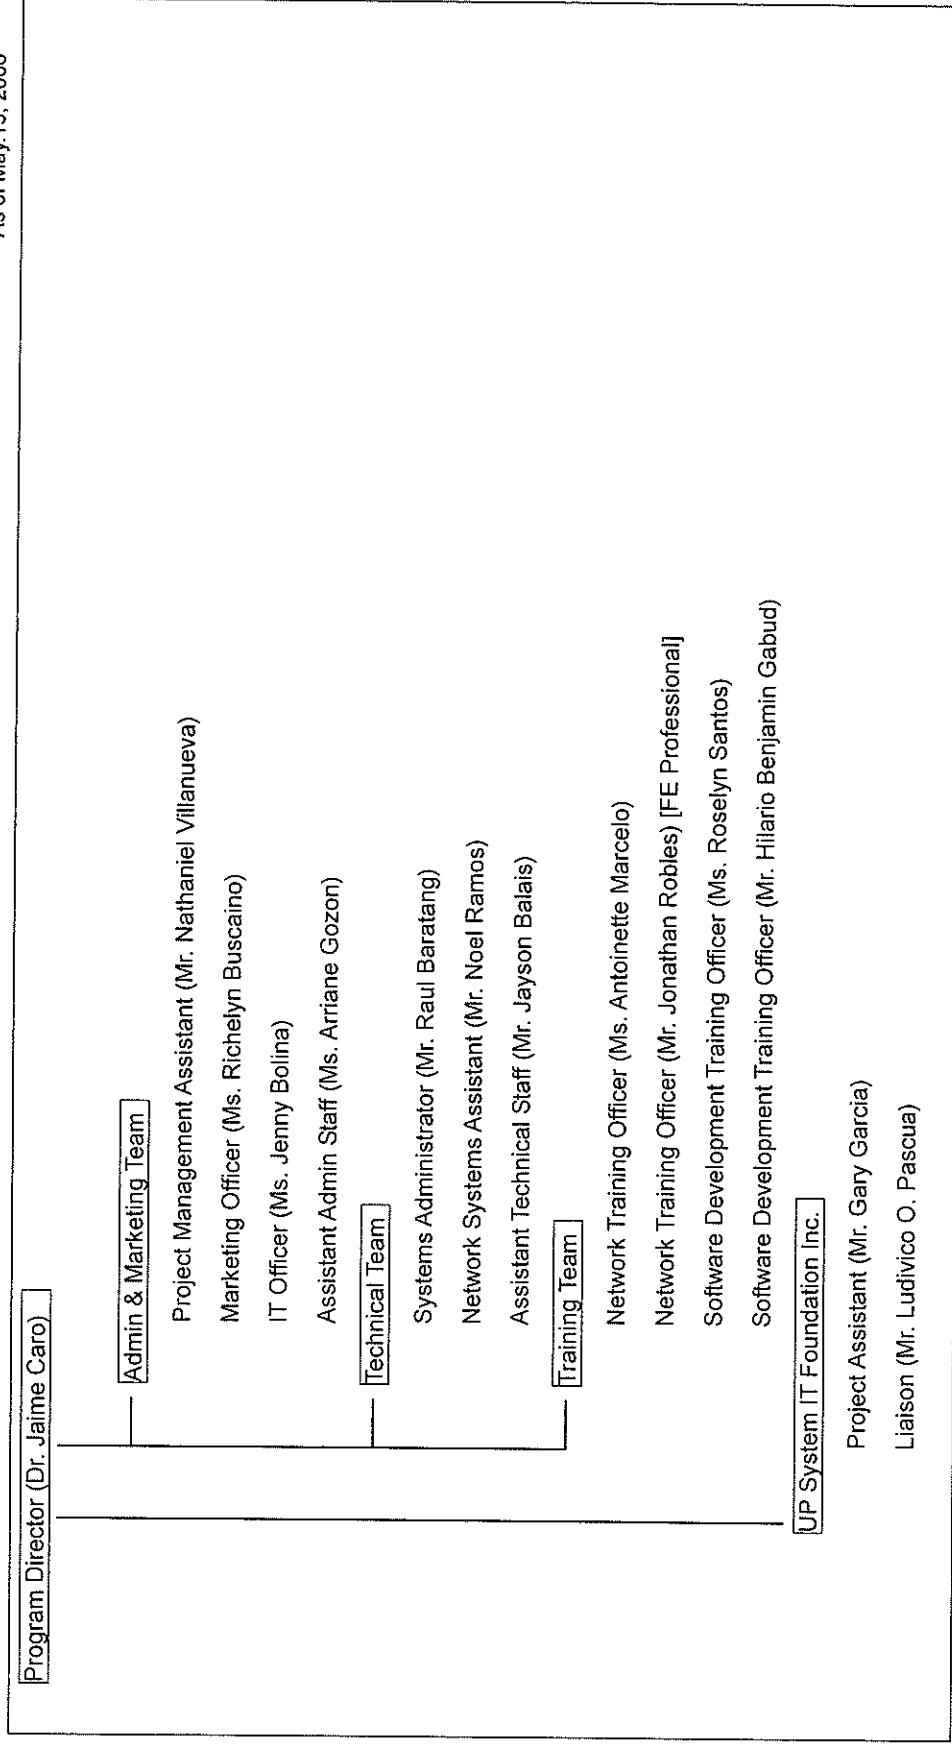 As of May.15,
Program Director (Dr. Jaime Caro)
Admin & Marketing Team
Project Management Assistant (Mr. Nathaniel Villanueva)
Marketing Officer (Ms. Richelyn Buscaino)
IT Officer (Ms. Jenny Bolina)
Assistant Admin Staff (Ms. Arriane Gozon)
Technical Team
Systems Administrator (Mr. Raul Baratang)
Network Systems Assistant (Mr. Noel Ramos)
Assistant Technical Staff (Mr. Jayson Balais)
Training Team
Network Training Officer (Ms. Antoinette Marcelo)
Network Training Officer (Mr. Jonathan Robles) [FE Professional]
Software Development Training Officer (Ms. Roselyn Santos)
Software Development Training Officer (Mr. Hilario Benjamin Gabud)
UP System IT Foundation Inc.
Project Assistant (Mr. Gary Garcia)
Liaison (Mr. Ludivico O. Pascua)